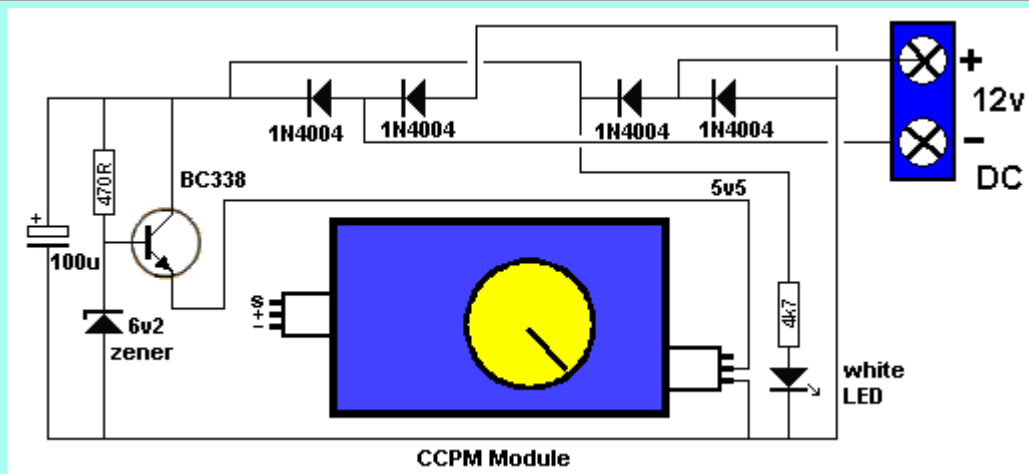 +
12v
-
DC
1N4004
1N4004
1N4004
1N4004
470R
BC338
5v5
+
100u
6v2
zener
S
+
-
4k7
white
LED
CCPM Module